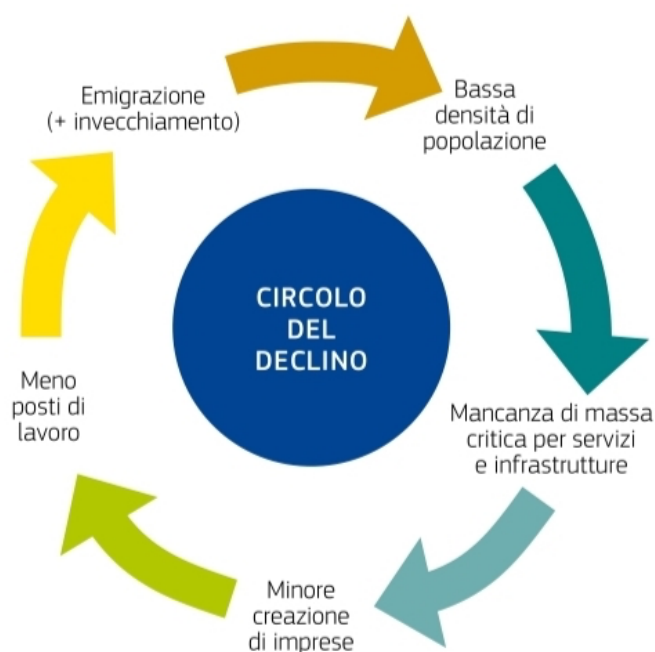 Emigrazione
(+ invecchiamento)
Bassa
densità di
popolazione
CIRCOLO
DEL
DECLINO
Meno
posti di
lavoro
Mancanza di massa
critica per servizi
e infrastrutture
Minore
creazione
di imprese